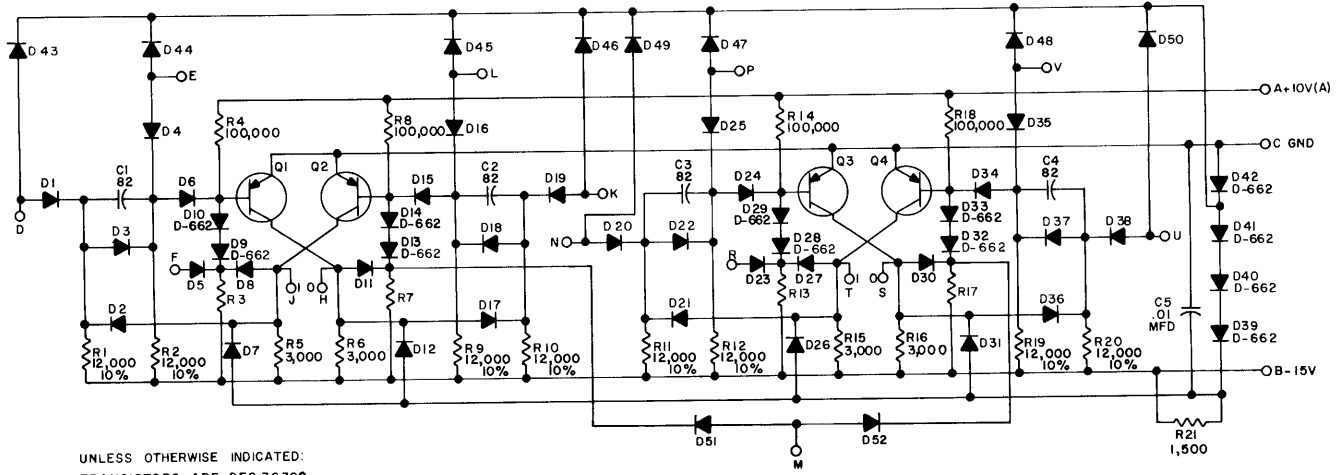 D43
D44
E
D45
L
D46
D49
D47
P
D48
V
D50
A+10V(A)
D4
R4
100,000
R8
100,000
D16
D25
R14
100,000
R18
100,000
D35
C GND
D1
C1
82
D6
Q1
Q2
D15
C2
82
D19
K
C3
82
D24
Q3
Q4
D34
C4
82
D42
D-662
D
D3
D10
D-662
D14
D-662
D18
N
D20
D22
D29
D-662
D33
D-662
D37
D38
U
D41
D-662
F
D9
D-662
D13
D-662
R
D28
D-662
D32
D-662
D5
D8
1
J
0
H
D11
D23
D27
1
T
0
S
D30
D40
D-662
R3
R7
R13
R17
D2
D17
D21
D36
C5
.01
MFD
D39
D-662
R1
12,000
10%
R2
12,000
10%
D7
R5
3,000
R6
3,000
D12
R9
12,000
10%
R10
12,000
10%
R11
12,000
10%
R12
12,000
10%
D26
R15
3,000
R16
3,000
D31
R19
12,000
10%
R20
12,000
10%
B-15V
D51
D52
M
R21
1,500
UNLESS OTHERWISE INDICATED: